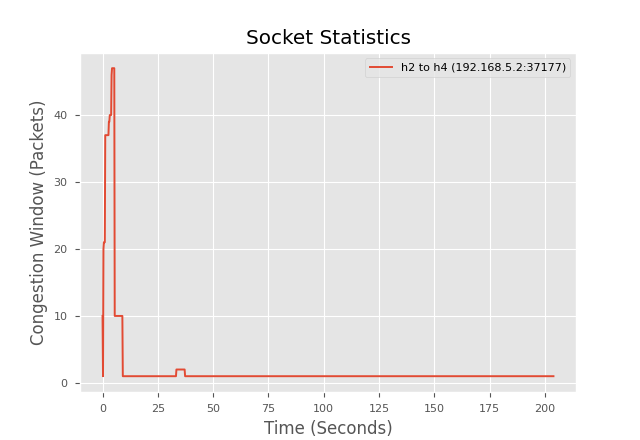 Socket Statistics
h2 to h4 (192.168.5.2:37177)
Congestion Window (Packets)
40
30
20
10
0
0 25 50 75 100 125 150 175 200
Time (Seconds)